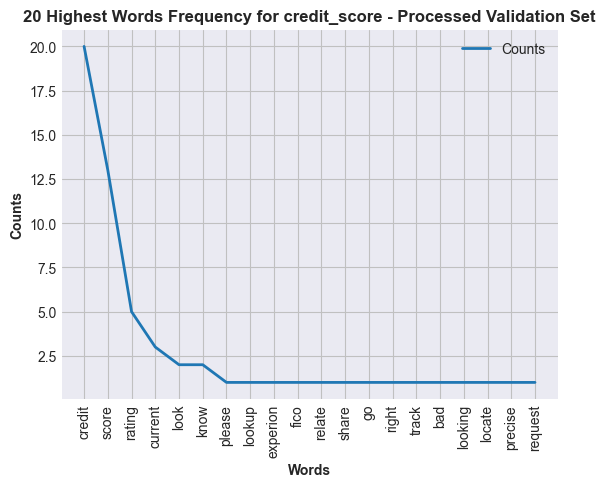 20 Highest Words Frequency for credit_score - Processed Validation Set
Counts
20.0
17.5
15.0
12.5
10.0
7.5
5.0
2.5
Counts
credit
score
rating
current
look
know
please
lookup
experion
fico
relate
share
go
right
track
bad
looking
locate
precise
request
Words